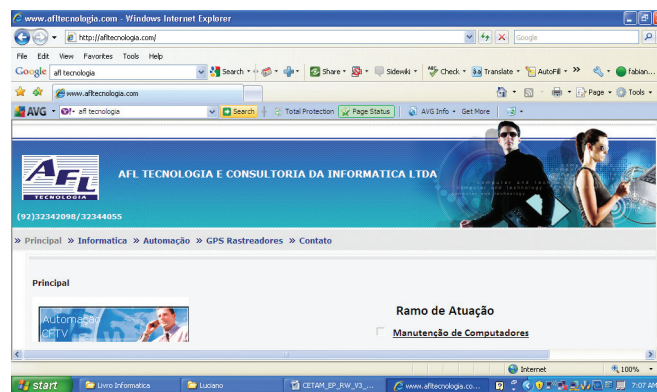 www.afltecnologia.com - Windows Internet Explorer
http://afltecnologia.com/
Google
File Edit View Favorites Tools Help
Google afl tecnologia Search Share Sidewiki Check Translate AutoFill fabian...
www.afltecnologia.com Page Tools
AVG afl tecnologia Search Total Protection Page Status AVG Info Get More
AFL TECNOLOGIA
AFL TECNOLOGIA E CONSULTORIA DA INFORMATICA LTDA
(92)32342098/32344055
» Principal » Informatica » Automação » GPS Rastreadores » Contato
Principal
Automação
CFTV
Ramo de Atuação
Manutenção de Computadores
Internet 100%
start Livro Informatica Luciano CETAM_EP_RW_V3_... www.afltecnologia.co... 7:07 AM